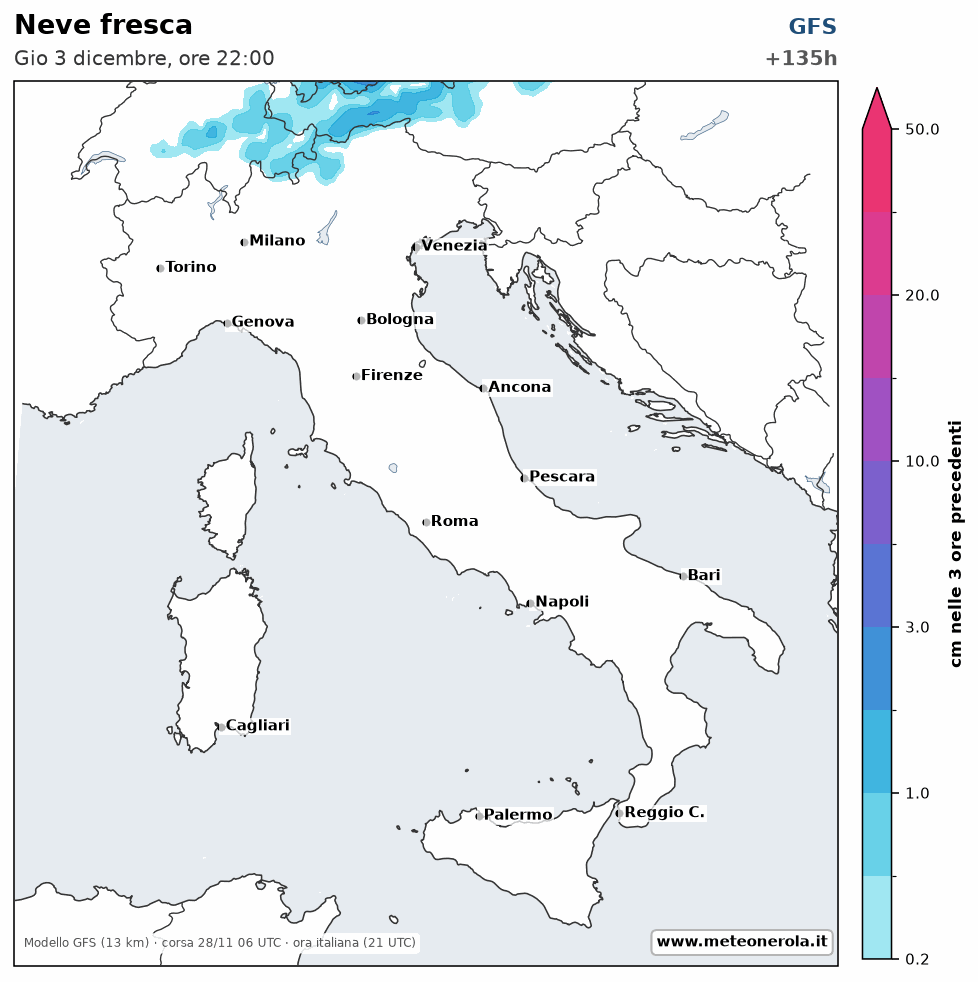 Neve fresca
GFS
Gio 3 dicembre, ore 22:00
+135h
50.0
Milano
Venezia
Torino
20.0
Genova
Bologna
Firenze
Ancona
10.0
Pescara
Roma
cm nelle 3 ore precedenti
Bari
Napoli
3.0
Cagliari
1.0
Palermo
Reggio C.
Modello GFS (13 km) · corsa 28/11 06 UTC · ora italiana (21 UTC)
www.meteonerola.it
0.2